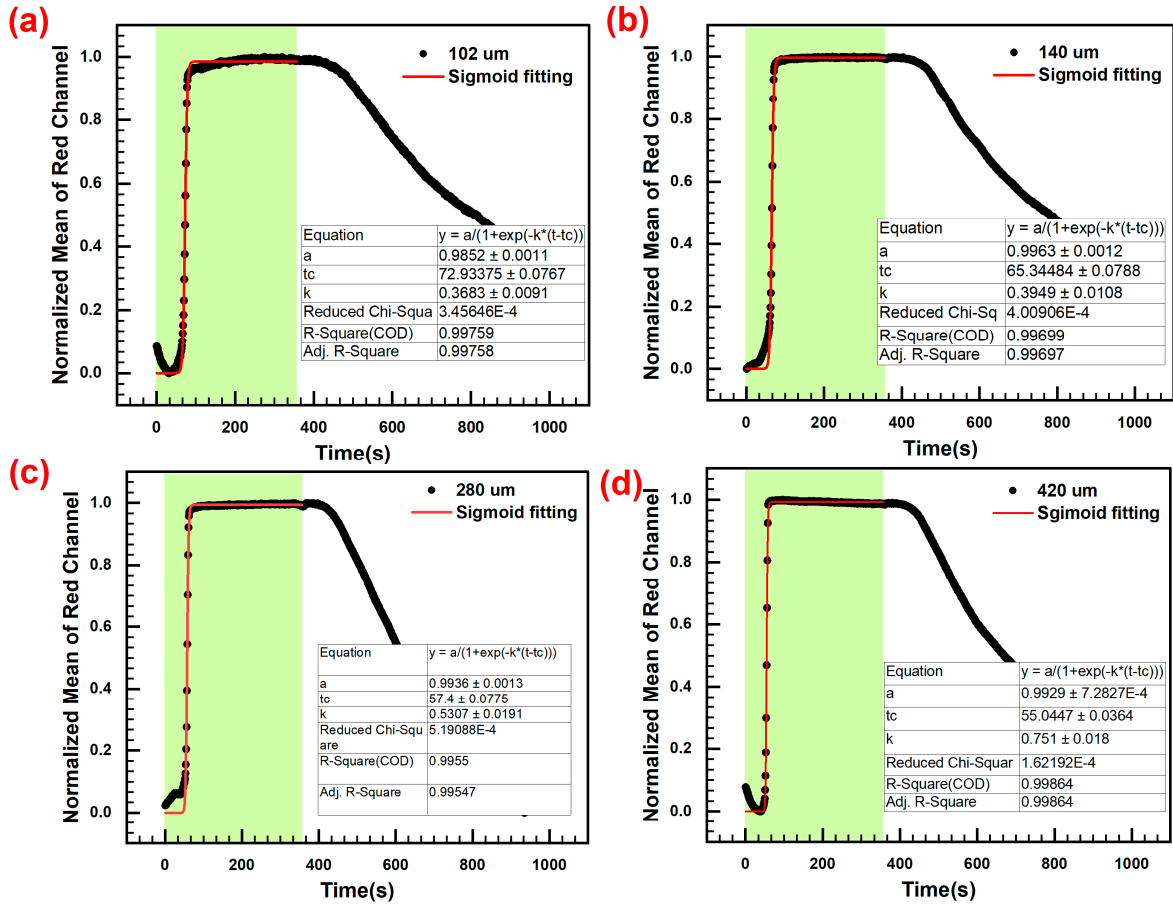 (a)
102 um
Sigmoid fitting
Normalized Mean of Red Channel
1.0
0.8
0.6
0.4
0.2
0.0
Equation y = a/(1+exp(-k*(t-tc))
a 0.9852 ± 0.0011
tc 72.93375 ± 0.0767
k 0.3683 ± 0.0091
Reduced Chi-Squa 3.45646E-4
R-Square(COD) 0.99759
Adj. R-Square 0.99758
0 200 400 600 800 1000
Time(s)
(b)
140 um
Sigmoid fitting
Normalized Mean of Red Channel
1.0
0.8
0.6
0.4
0.2
0.0
Equation y = a/(1+exp(-k*(t-tc)))
a 0.9963 ± 0.0012
tc 65.34484 ± 0.0788
k 0.3949 ± 0.0108
Reduced Chi-Sq 4.00906E-4
R-Square(COD) 0.99699
Adj. R-Square 0.99697
0 200 400 600 800 1000
Time(s)
(c)
280 um
Sigmoid fitting
Normalized Mean of Red Channel
1.0
0.8
0.6
0.4
0.2
0.0
Equation y = a/(1+exp(-k*(t-tc)))
a 0.9936 ± 0.0013
tc 57.4 ± 0.0775
k 0.5307 ± 0.0191
Reduced Chi-Squ 5.19088E-4
are
R-Square(COD) 0.9955
Adj. R-Square 0.99547
0 200 400 600 800 1000
Time(s)
(d)
420 um
Sgimoid fitting
Normalized Mean of Red Channel
1.0
0.8
0.6
0.4
0.2
0.0
Equation y = a/(1+exp(-k*(t-tc)))
a 0.9929 ± 7.2827E-4
tc 55.0447 ± 0.0364
k 0.751 ± 0.018
Reduced Chi-Squar 1.62192E-4
R-Square(COD) 0.99864
Adj. R-Square 0.99864
0 200 400 600 800 1000
Time(s)